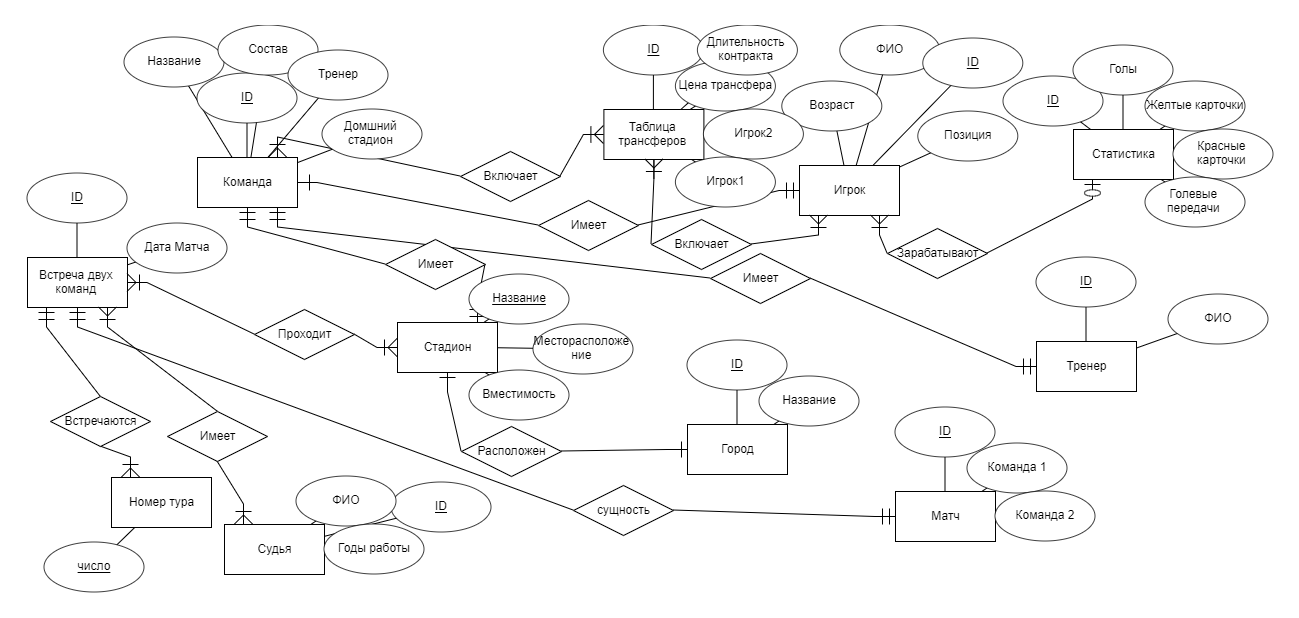 Название
Состав
ID
Тренер
Домшний
стадион
Команда
Включает
ID
Длительность
контракта
Цена трансфера
Таблица
трансферов
Игрок2
Игрок1
ФИО
ID
Возраст
Позиция
Игрок
ID
Голы
Желтые карточки
Статистика
Красные
карточки
Голевые
передачи
Имеет
Включает
Зарабатывают
ID
Дата Матча
Встреча двух
команд
Имеет
Имеет
Название
Проходит
Стадион
Месторасположе
ние
Вместимость
ID
ФИО
Тренер
ID
Название
Город
Расположен
Встречаются
Имеет
ID
Команда 1
Матч
Команда 2
Номер тура
число
ФИО
ID
Судья
Годы работы
сущность